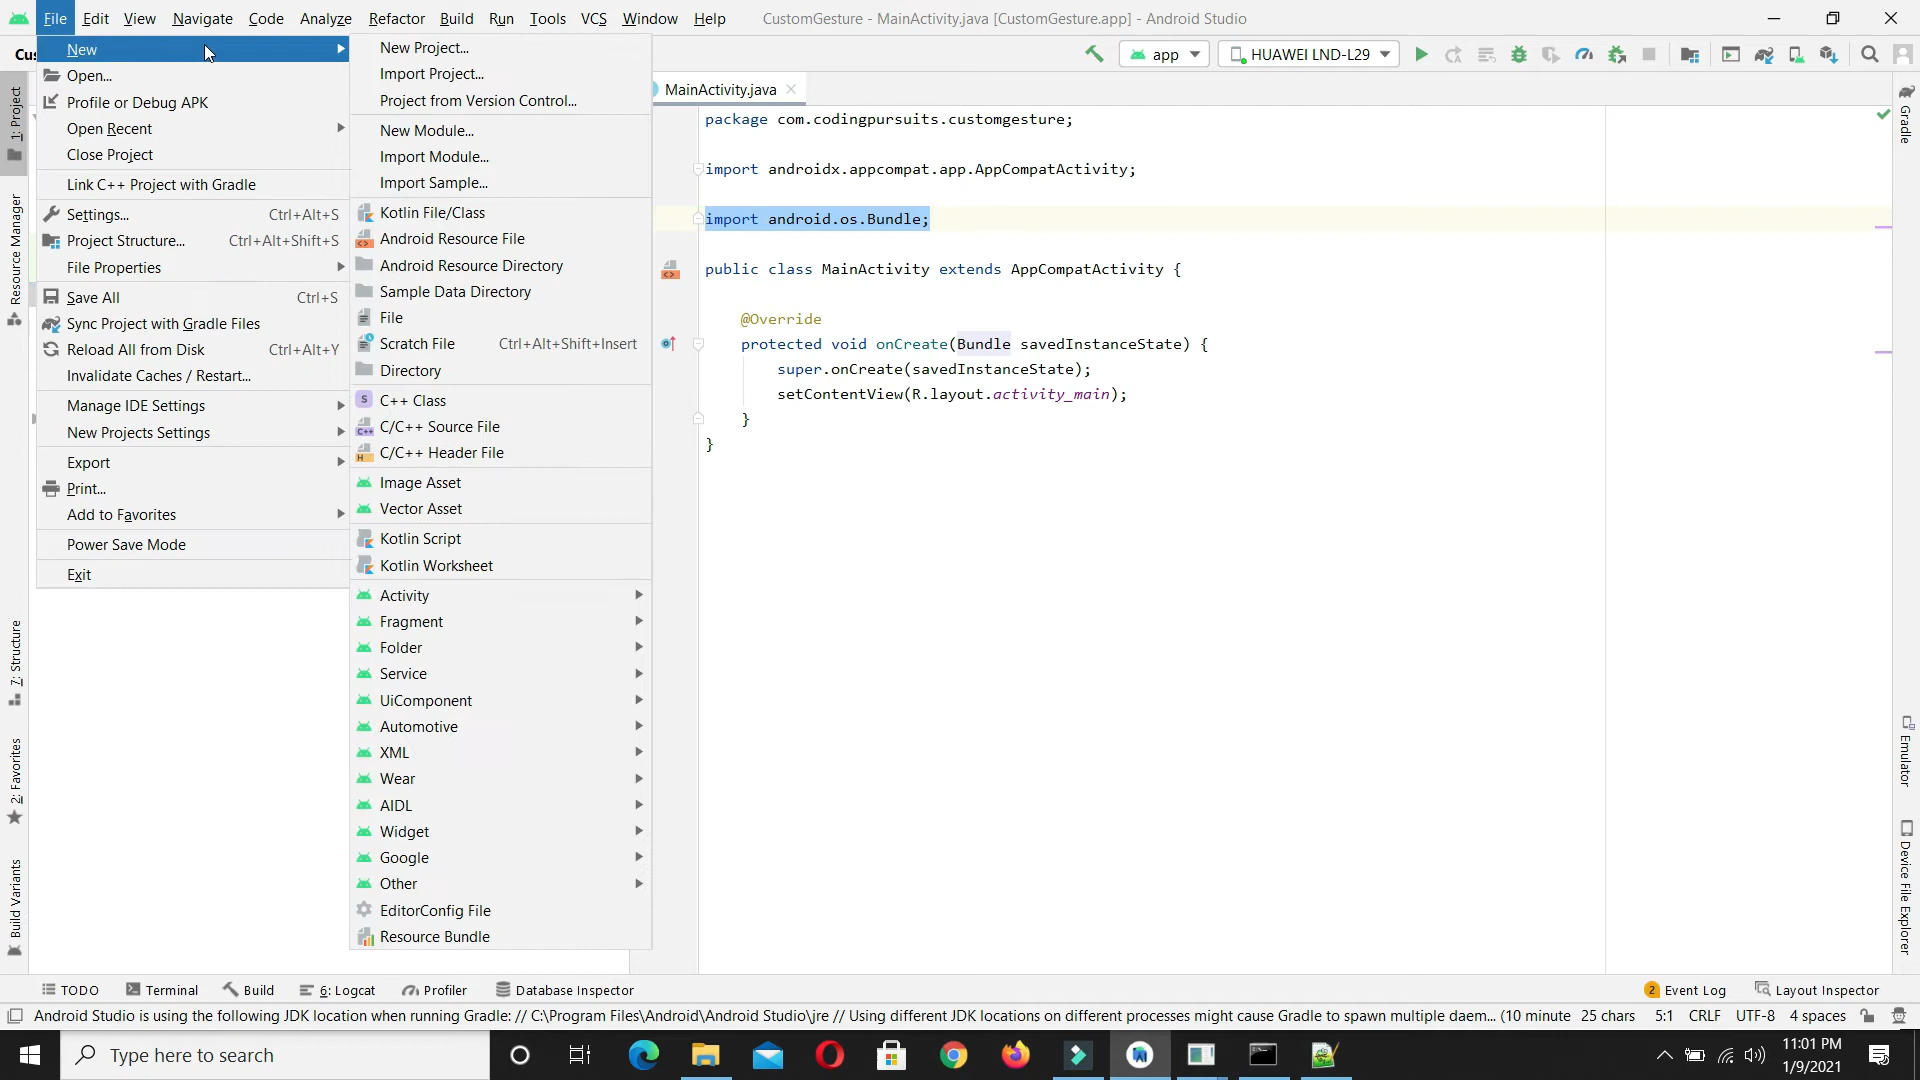 File Edit View Navigate Code Analyze Refactor Build Run Tools VCS Window Help CustomGesture - MainActivity.java [CustomGesture.app] - Android Studio
app HUAWEI LND-L29
New
Open...
Profile or Debug APK
Open Recent
Close Project
Link C++ Project with Gradle
Settings... Ctrl+Alt+S
Project Structure... Ctrl+Alt+Shift+S
File Properties
Save All Ctrl+S
Sync Project with Gradle Files
Reload All from Disk Ctrl+Alt+Y
Invalidate Caches / Restart...
Manage IDE Settings
New Projects Settings
Export
Print...
Add to Favorites
Power Save Mode
Exit
New Project...
Import Project...
Project from Version Control...
New Module...
Import Module...
Import Sample...
Kotlin File/Class
Android Resource File
Android Resource Directory
Sample Data Directory
File
Scratch File Ctrl+Alt+Shift+Insert
Directory
C++ Class
C/C++ Source File
C/C++ Header File
Image Asset
Vector Asset
Kotlin Script
Kotlin Worksheet
Activity
Fragment
Folder
Service
UiComponent
Automotive
XML
Wear
AIDL
Widget
Google
Other
EditorConfig File
Resource Bundle
MainActivity.java
package com.codingpursuits.customgesture;
import androidx.appcompat.app.AppCompatActivity;
import android.os.Bundle;
public class MainActivity extends AppCompatActivity {
@Override
protected void onCreate(Bundle savedInstanceState) {
super.onCreate(savedInstanceState);
setContentView(R.layout.activity_main);
}
}
1: Project
Resource Manager
7: Structure
2: Favorites
Build Variants
Gradle
Emulator
Device File Explorer
TODO Terminal Build 6: Logcat Profiler Database Inspector 2 Event Log Layout Inspector
Android Studio is using the following JDK location when running Gradle: // C:\Program Files\Android\Android Studio\jre // Using different JDK locations on different processes might cause Gradle to spawn multiple daem... (10 minute 25 chars 5:1 CRLF UTF-8 4 spaces
Type here to search
11:01 PM
1/9/2021